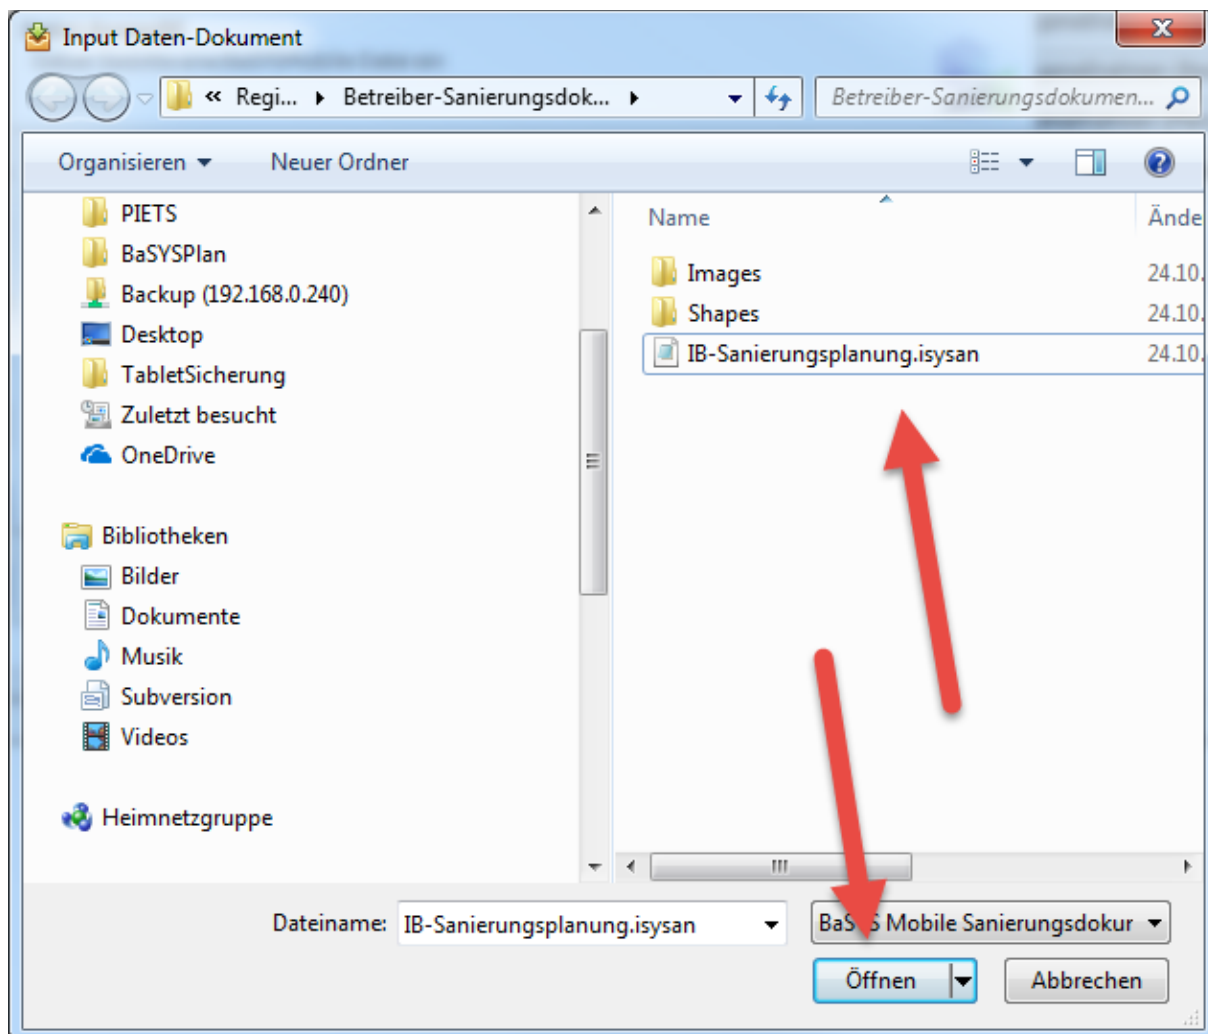 Input Daten-Dokument
« Regi... Betreiber-Sanierungsdok... Betreiber-Sanierungsdokumen...
Organisieren Neuer Ordner
PIETS
BaSYSPlan
Backup (192.168.0.240)
Desktop
TabletSicherung
Zuletzt besucht
OneDrive
Bibliotheken
Bilder
Dokumente
Musik
Subversion
Videos
Heimnetzgruppe
Name Ände
Images 24.10.
Shapes 24.10.
IB-Sanierungsplanung.isysan 24.10.
Dateiname: IB-Sanierungsplanung.isysan Mobile Sanierungsdokur
Öffnen Abbrechen